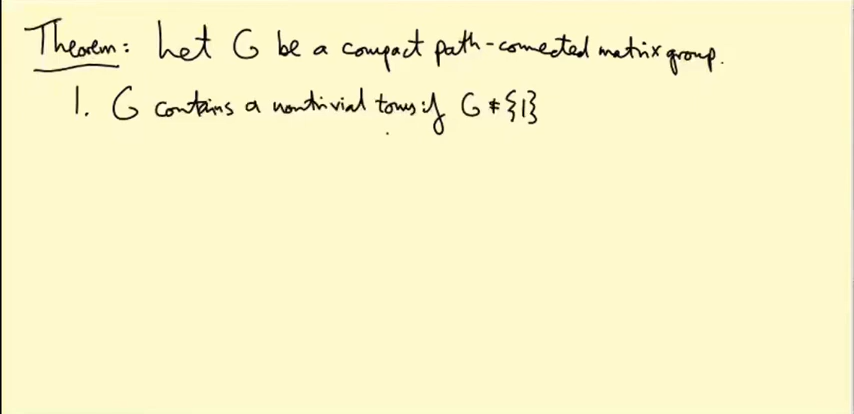 Theorem: Let G be a compact path-connected matrix group.
1. G contains a nontrivial torus if G ≠ {1}